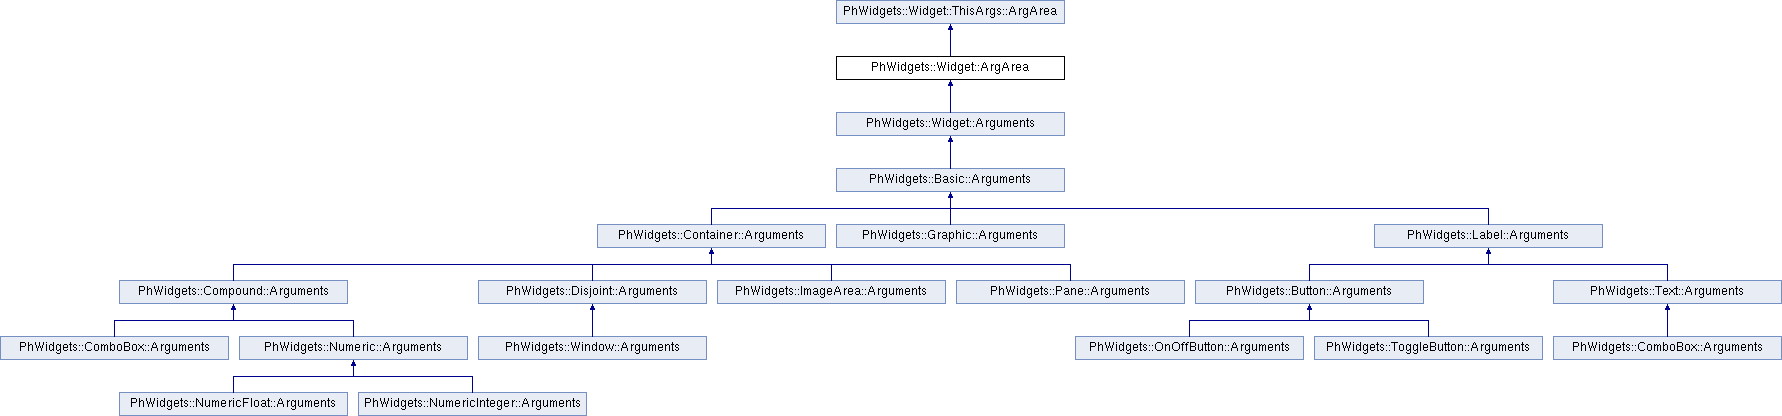 PhWidgets::Widget::ThisArgs::ArgArea
PhWidgets::Widget::ArgArea
PhWidgets::Widget::Arguments
PhWidgets::Basic::Arguments
PhWidgets::Container::Arguments
PhWidgets::Graphic::Arguments
PhWidgets::Label::Arguments
PhWidgets::Compound::Arguments
PhWidgets::Disjoint::Arguments
PhWidgets::ImageArea::Arguments
PhWidgets::Pane::Arguments
PhWidgets::Button::Arguments
PhWidgets::Text::Arguments
PhWidgets::ComboBox::Arguments
PhWidgets::Numeric::Arguments
PhWidgets::Window::Arguments
PhWidgets::OnOffButton::Arguments
PhWidgets::ToggleButton::Arguments
PhWidgets::ComboBox::Arguments
PhWidgets::NumericFloat::Arguments
PhWidgets::NumericInteger::Arguments